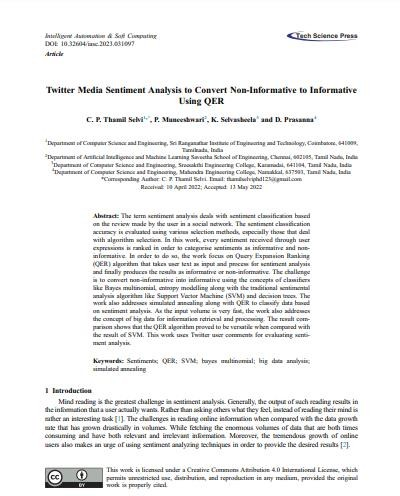 Intelligent Automation & Soft Computing
DOI: 10.32604/iasc.2023.031097
Article
Tech Science Press
Twitter Media Sentiment Analysis to Convert Non-Informative to Informative
Using QER
C. P. Thamil Selvi1,*, P. Muneeshwari2, K. Selvasheela3 and D. Prasanna4
1Department of Computer Science and Engineering, Sri Ranganathar Institute of Engineering and Technology, Coimbatore, 641009,
Tamilnadu, India
2Department of Artificial Intelligence and Machine Learning Saveetha School of Engineering, Chennai, 602105, Tamil Nadu, India
3Department of Computer Science and Engineering, Sreesakthi Engineering College, Karamadai, 641104, Tamil Nadu, India
4Department of Computer Science and Engineering, Mahendra Engineering College, Namakkal, 637503, Tamil Nadu, India
*Corresponding Author: C. P. Thamil Selvi. Email: thamilselviphd123@gmail.com
Received: 10 April 2022; Accepted: 13 May 2022
Abstract: The term sentiment analysis deals with sentiment classification based
on the review made by the user in a social network. The sentiment classification
accuracy is evaluated using various selection methods, especially those that deal
with algorithm selection. In this work, every sentiment received through user
expressions is ranked in order to categorise sentiments as informative and non-
informative. In order to do so, the work focus on Query Expansion Ranking
(QER) algorithm that takes user text as input and process for sentiment analysis
and finally produces the results as informative or non-informative. The challenge
is to convert non-informative into informative using the concepts of classifiers
like Bayes multinomial, entropy modelling along with the traditional sentimental
analysis algorithm like Support Vector Machine (SVM) and decision trees. The
work also addresses simulated annealing along with QER to classify data based
on sentiment analysis. As the input volume is very fast, the work also addresses
the concept of big data for information retrieval and processing. The result com-
parison shows that the QER algorithm proved to be versatile when compared with
the result of SVM. This work uses Twitter user comments for evaluating senti-
ment analysis.
Keywords: Sentiments; QER; SVM; bayes multinomial; big data analysis;
simulated annealing
1 Introduction
Mind reading is the greatest challenge in sentiment analysis. Generally, the output of such reading results in
the information that a user actually wants. Rather than asking others what they feel, instead of reading their mind is
rather an interesting task [1]. The challenges in reading online information when compared with the data growth
rate that has grown drastically in volumes. While fetching the enormous volumes of data that are both times
consuming and have both relevant and irrelevant information. Moreover, the tremendous growth of online
users also makes an urge of using sentiment analyzing techniques in order to provide the desired results [2].
CC
BY
This work is licensed under a Creative Commons Attribution 4.0 International License, which
permits unrestricted use, distribution, and reproduction in any medium, provided the original
work is properly cited.